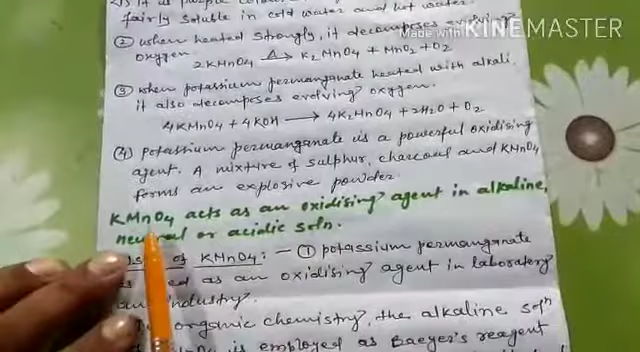 Made with KINEMASTER
fairly soluble in cold water and hot water.
② when heated strongly, it decomposes evolving
oxygen
2KMnO4 △→ K2MnO4 + MnO2 + O2
③ when potassium permanganate heated with alkali,
it also decomposes evolving oxygen.
4KMnO4 + 4KOH → 4K2MnO4 + 2H2O + O2
④ potassium permanganate is a powerful oxidising
agent. A mixture of sulphur, charcoal and KMnO4
forms an explosive powder.
KMnO4 acts as an oxidising agent in alkaline,
neutral or acidic soln.
of KMnO4: — ① potassium permanganate
as an oxidising agent in laboratory
industry.
organic chemistry, the alkaline soln
is employed as Baeyer's reagent